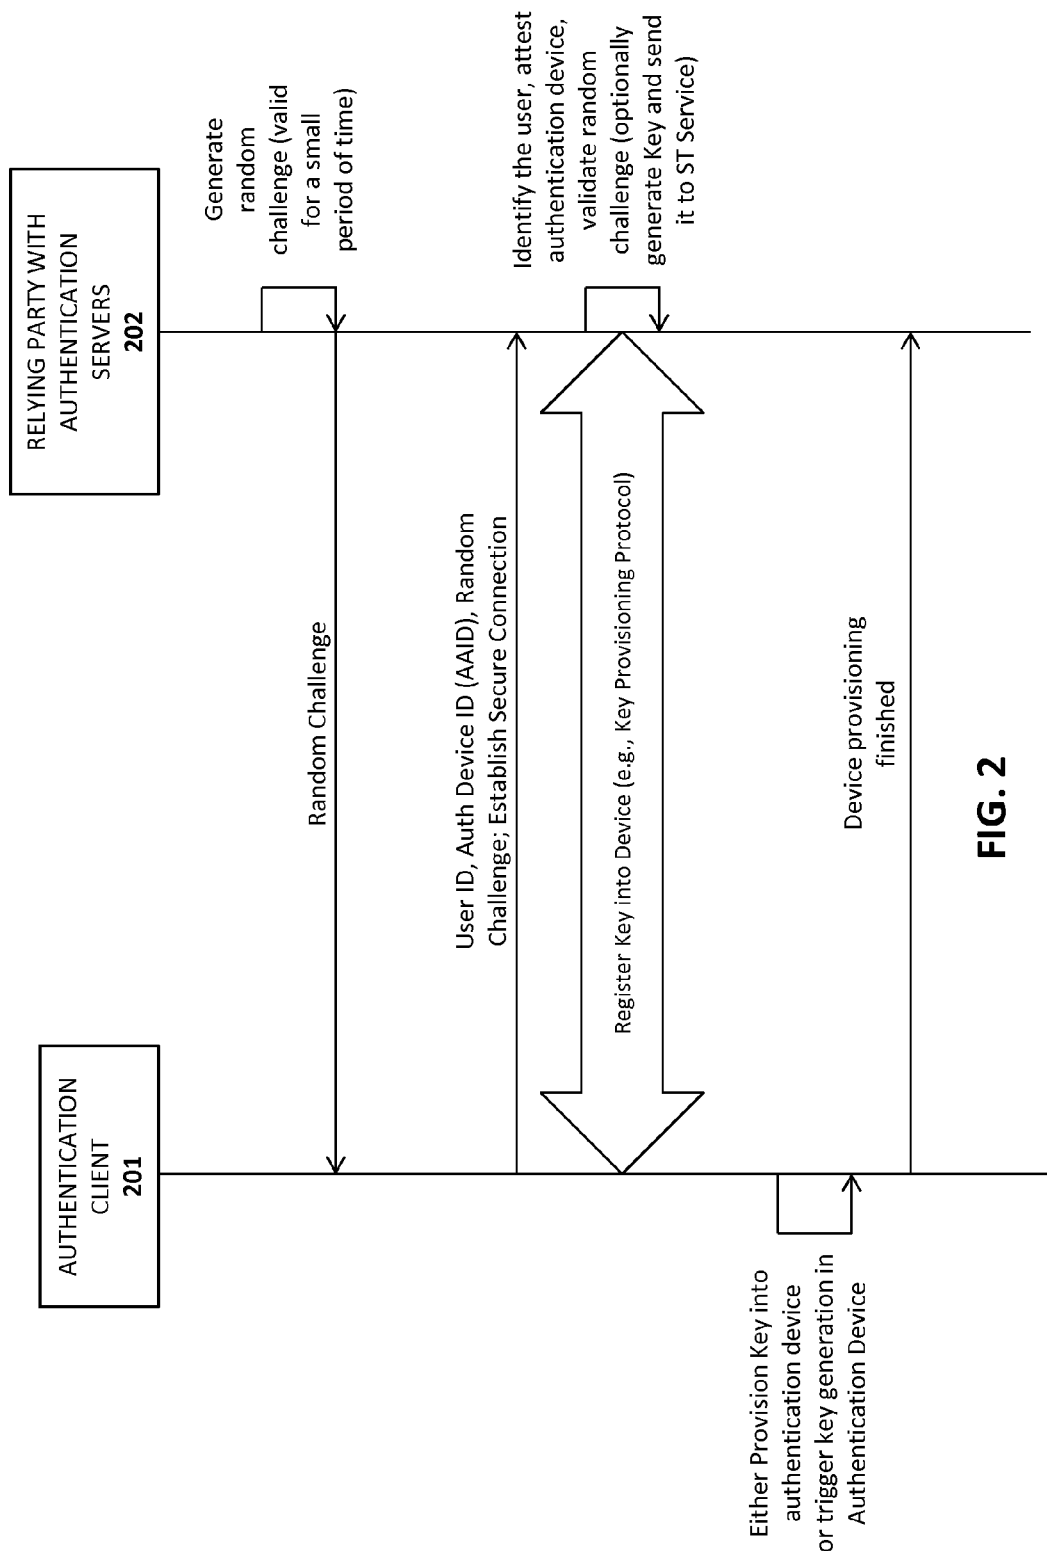 AUTHENTICATION
CLIENT
201
RELYING PARTY WITH
AUTHENTICATION
SERVERS
202
Generate
random
challenge (valid
for a small
period of time)
Random Challenge
User ID, Auth Device ID (AAID), Random
Challenge; Establish Secure Connection
Identify the user, attest
authentication device,
validate random
challenge (optionally
generate Key and send
it to ST Service)
Register Key into Device (e.g., Key Provisioning Protocol)
Either Provision Key into
authentication device
or trigger key generation in
Authentication Device
Device provisioning
finished
FIG. 2